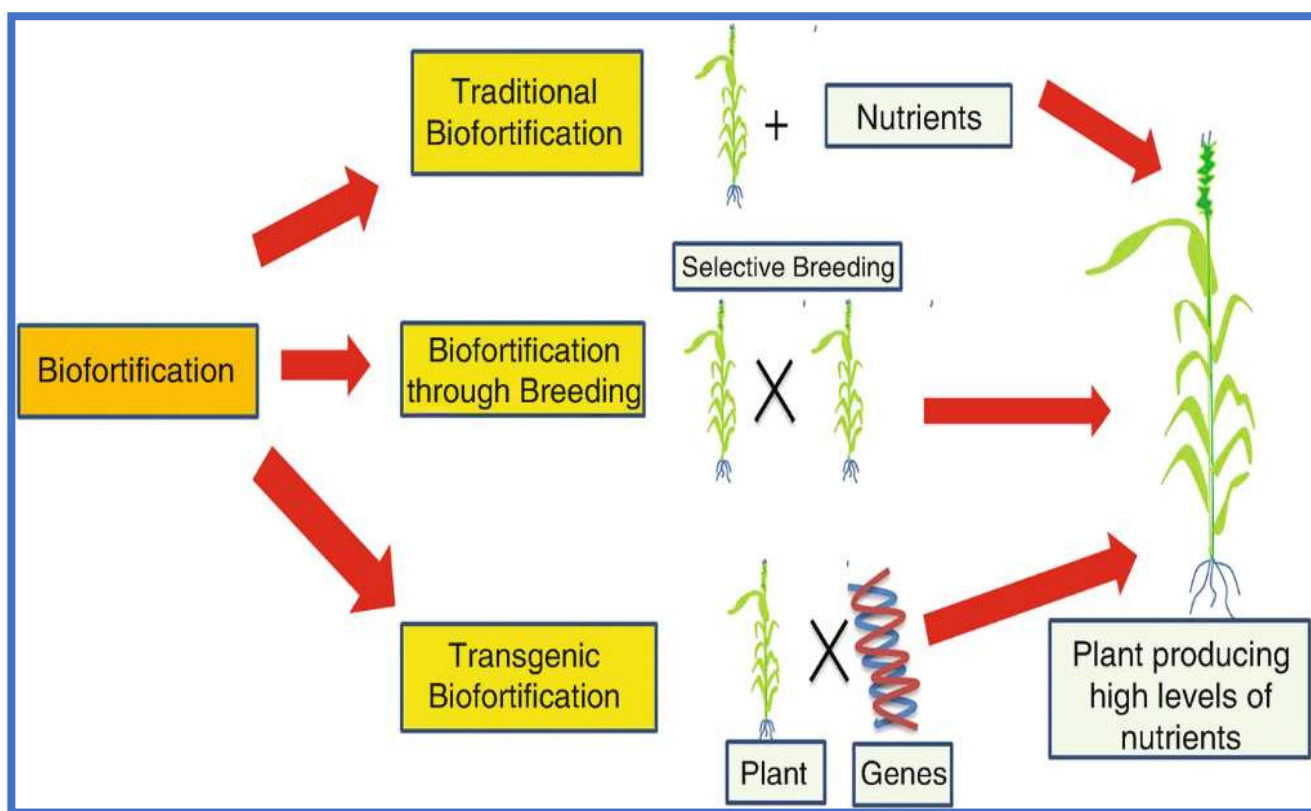 Traditional
Biofortification
+
Nutrients
Selective Breeding
Biofortification
Biofortification
through Breeding
X
Transgenic
Biofortification
X
Plant
Genes
Plant producing
high levels of
nutrients